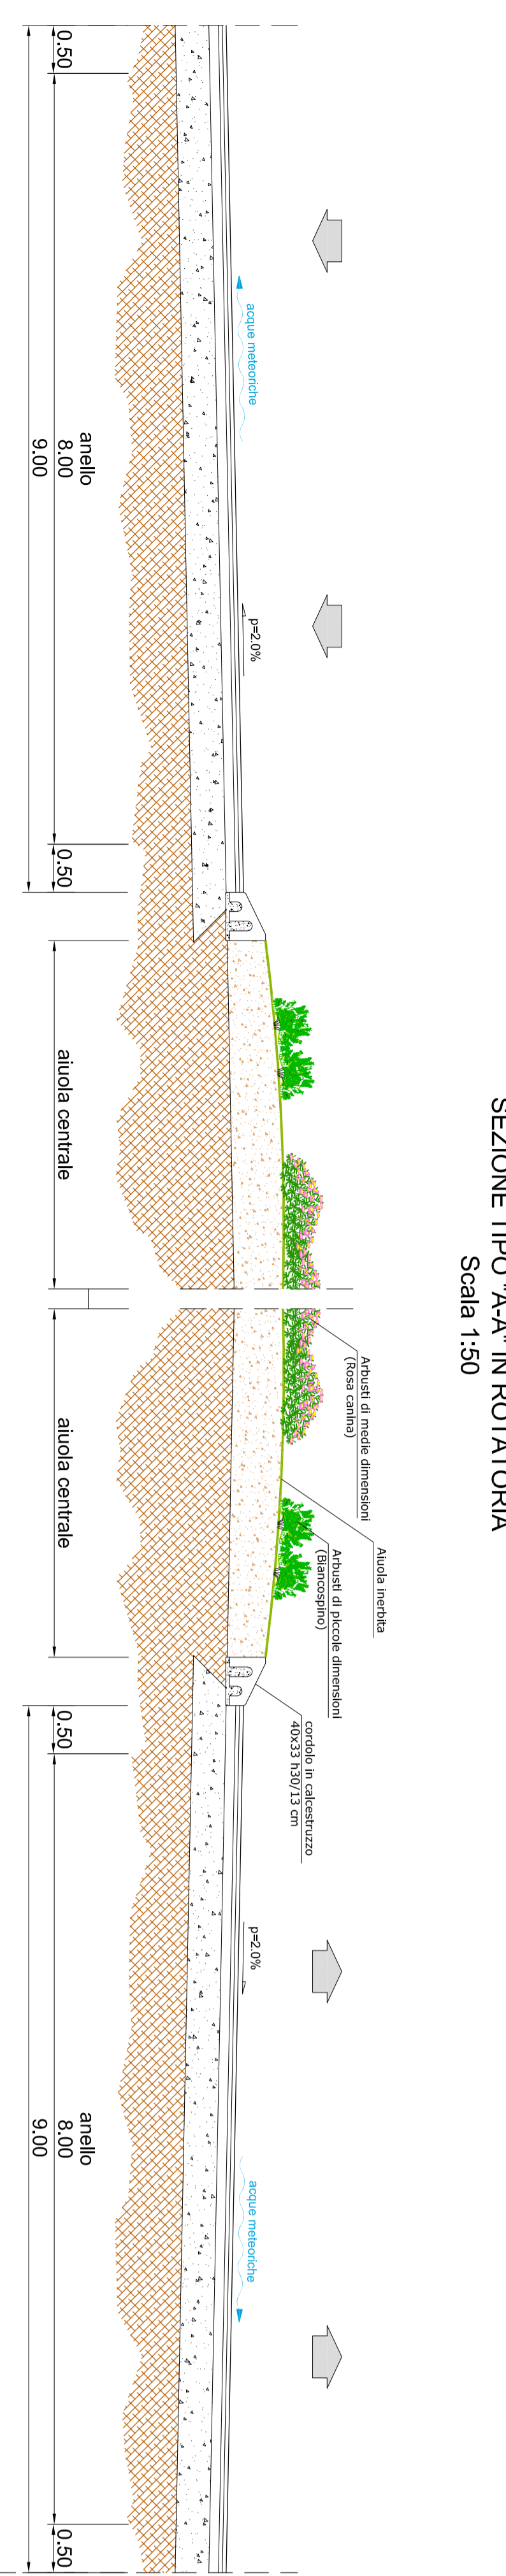 SEZIONE TIPO "A-A" IN ROTATORIA
Scala 1:50
acque meteoriche
p=2.0%
Arbusti di medie dimensioni
(Rosa canina)
Aiuola inerbita
Arbusti di piccole dimensioni
(Biancospino)
cordolo in calcestruzzo
40x33 h30/13 cm
p=2.0%
acque meteoriche
0.50
anello
8.00
9.00
0.50
aiuola centrale
aiuola centrale
0.50
anello
8.00
9.00
0.50